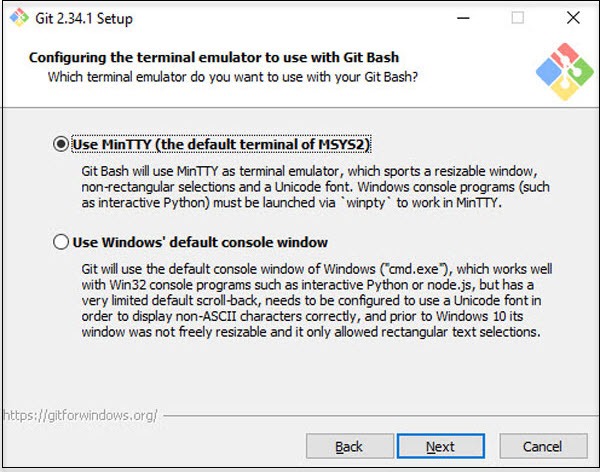 Git 2.34.1 Setup
Configuring the terminal emulator to use with Git Bash
Which terminal emulator do you want to use with your Git Bash?
Use MinTTY (the default terminal of MSYS2)
Git Bash will use MinTTY as terminal emulator, which sports a resizable window,
non-rectangular selections and a Unicode font. Windows console programs (such
as interactive Python) must be launched via `winpty` to work in MinTTY.
Use Windows' default console window
Git will use the default console window of Windows ("cmd.exe"), which works well
with Win32 console programs such as interactive Python or node.js, but has a
very limited default scroll-back, needs to be configured to use a Unicode font in
order to display non-ASCII characters correctly, and prior to Windows 10 its
window was not freely resizable and it only allowed rectangular text selections.
https://gitforwindows.org/
Back
Next
Cancel